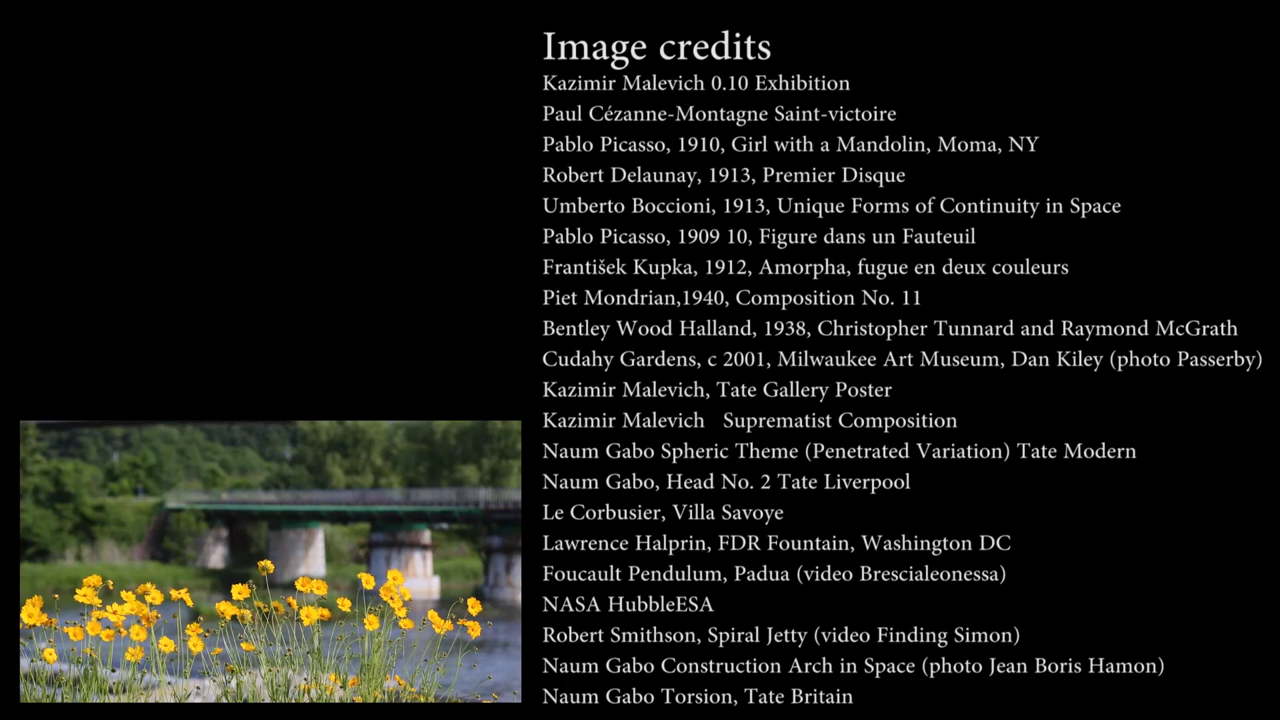 Image credits
Kazimir Malevich 0.10 Exhibition
Paul Cézanne-Montagne Saint-victoire
Pablo Picasso, 1910, Girl with a Mandolin, Moma, NY
Robert Delaunay, 1913, Premier Disque
Umberto Boccioni, 1913, Unique Forms of Continuity in Space
Pablo Picasso, 1909 10, Figure dans un Fauteuil
František Kupka, 1912, Amorpha, fugue en deux couleurs
Piet Mondrian,1940, Composition No. 11
Bentley Wood Halland, 1938, Christopher Tunnard and Raymond McGrath
Cudahy Gardens, c 2001, Milwaukee Art Museum, Dan Kiley (photo Passerby)
Kazimir Malevich, Tate Gallery Poster
Kazimir Malevich   Suprematist Composition
Naum Gabo Spheric Theme (Penetrated Variation) Tate Modern
Naum Gabo, Head No. 2 Tate Liverpool
Le Corbusier, Villa Savoye
Lawrence Halprin, FDR Fountain, Washington DC
Foucault Pendulum, Padua (video Brescialeonessa)
NASA HubbleESA
Robert Smithson, Spiral Jetty (video Finding Simon)
Naum Gabo Construction Arch in Space (photo Jean Boris Hamon)
Naum Gabo Torsion, Tate Britain